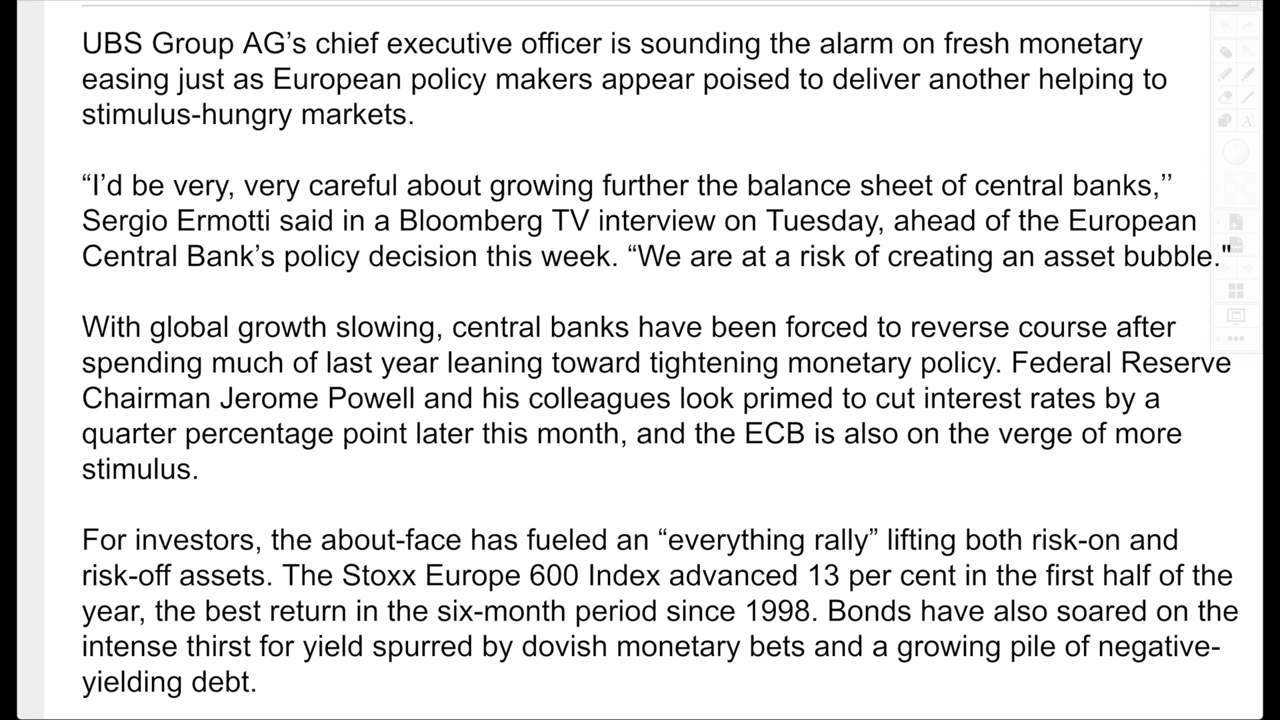 UBS Group AG’s chief executive officer is sounding the alarm on fresh monetary
easing just as European policy makers appear poised to deliver another helping to
stimulus-hungry markets.
“I’d be very, very careful about growing further the balance sheet of central banks,’’
Sergio Ermotti said in a Bloomberg TV interview on Tuesday, ahead of the European
Central Bank’s policy decision this week. “We are at a risk of creating an asset bubble."
With global growth slowing, central banks have been forced to reverse course after
spending much of last year leaning toward tightening monetary policy. Federal Reserve
Chairman Jerome Powell and his colleagues look primed to cut interest rates by a
quarter percentage point later this month, and the ECB is also on the verge of more
stimulus.
For investors, the about-face has fueled an “everything rally” lifting both risk-on and
risk-off assets. The Stoxx Europe 600 Index advanced 13 per cent in the first half of the
year, the best return in the six-month period since 1998. Bonds have also soared on the
intense thirst for yield spurred by dovish monetary bets and a growing pile of negative-
yielding debt.